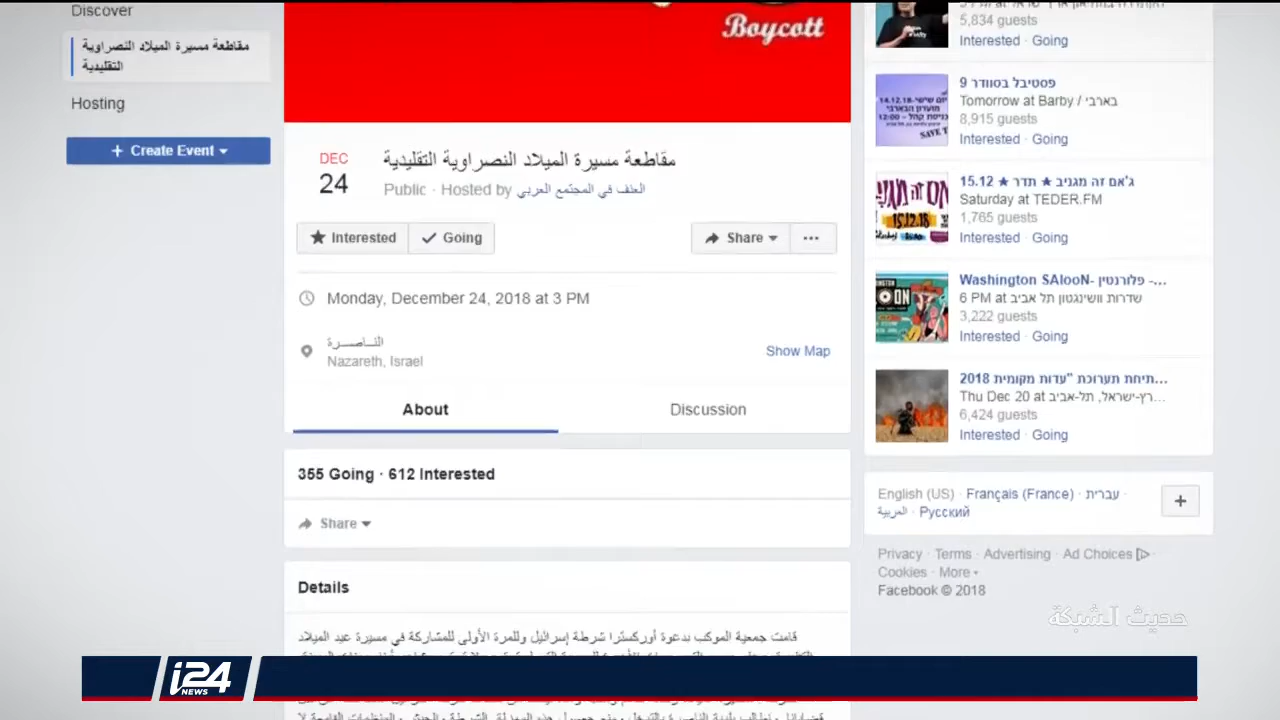 Discover
مقاطعة مسيرة الميلاد النصراوية
التقليدية
Hosting
+ Create Event
Boycott
DEC
24
مقاطعة مسيرة الميلاد النصراوية التقليدية
Public · Hosted by العنف في المجتمع العربي
Interested
Going
Share
Monday, December 24, 2018 at 3 PM
النـاصـــرة
Nazareth, Israel
Show Map
About
Discussion
355 Going · 612 Interested
Share
Details
قامت جمعية الموكب بدعوة أوركسترا شرطة إسرائيل وللمرة الأولى للمشاركة في مسيرة عيد الميلاد
5,834 guests
Interested · Going
פסטיבל בסוודר 9
Tomorrow at Barby / בארבי
8,915 guests
Interested · Going
ג'אם זה מגניב ★ תדר ★ 15.12
Saturday at TEDER.FM
1,765 guests
Interested · Going
Washington SAlooN- פלורנטין -...
6 PM at שדרות וושינגטון תל אביב
3,222 guests
Interested · Going
תיחת תערוכת "עדות מקומית 2018...
Thu Dec 20 at רץ-ישראל, תל-אביב...
6,424 guests
Interested · Going
English (US) · Français (France) · עברית ·
العربية · Русский
+
Privacy · Terms · Advertising · Ad Choices ·
Cookies · More
Facebook © 2018
حديث الشبكة
i24
NEWS